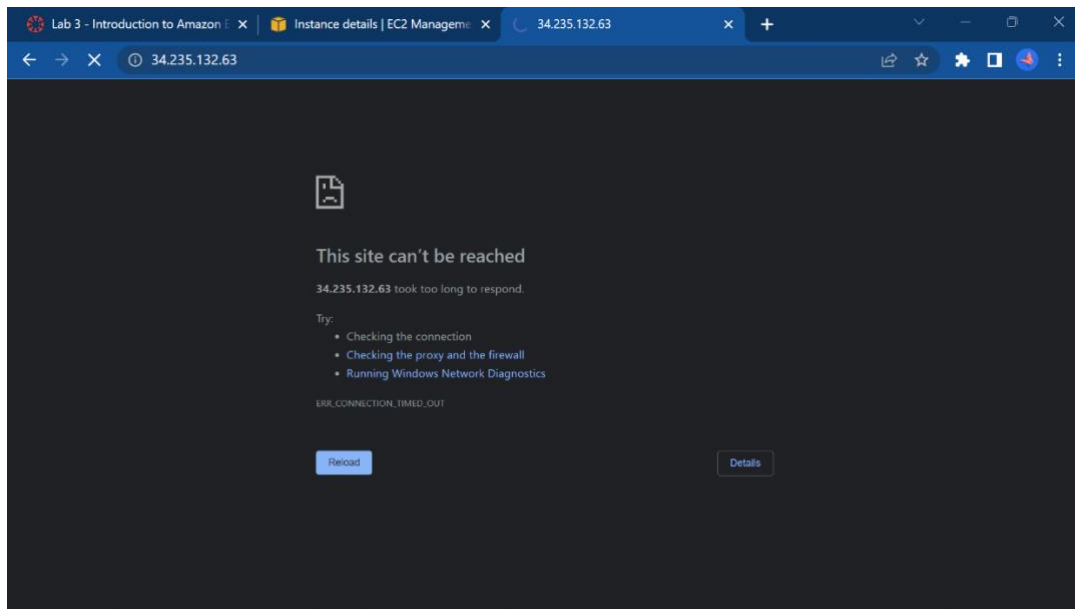 Lab 3 - Introduction to Amazon E
Instance details | EC2 Manageme
34.235.132.63
34.235.132.63
This site can't be reached
34.235.132.63 took too long to respond.
Try:
• Checking the connection
• Checking the proxy and the firewall
• Running Windows Network Diagnostics
ERR_CONNECTION_TIMED_OUT
Reload
Details